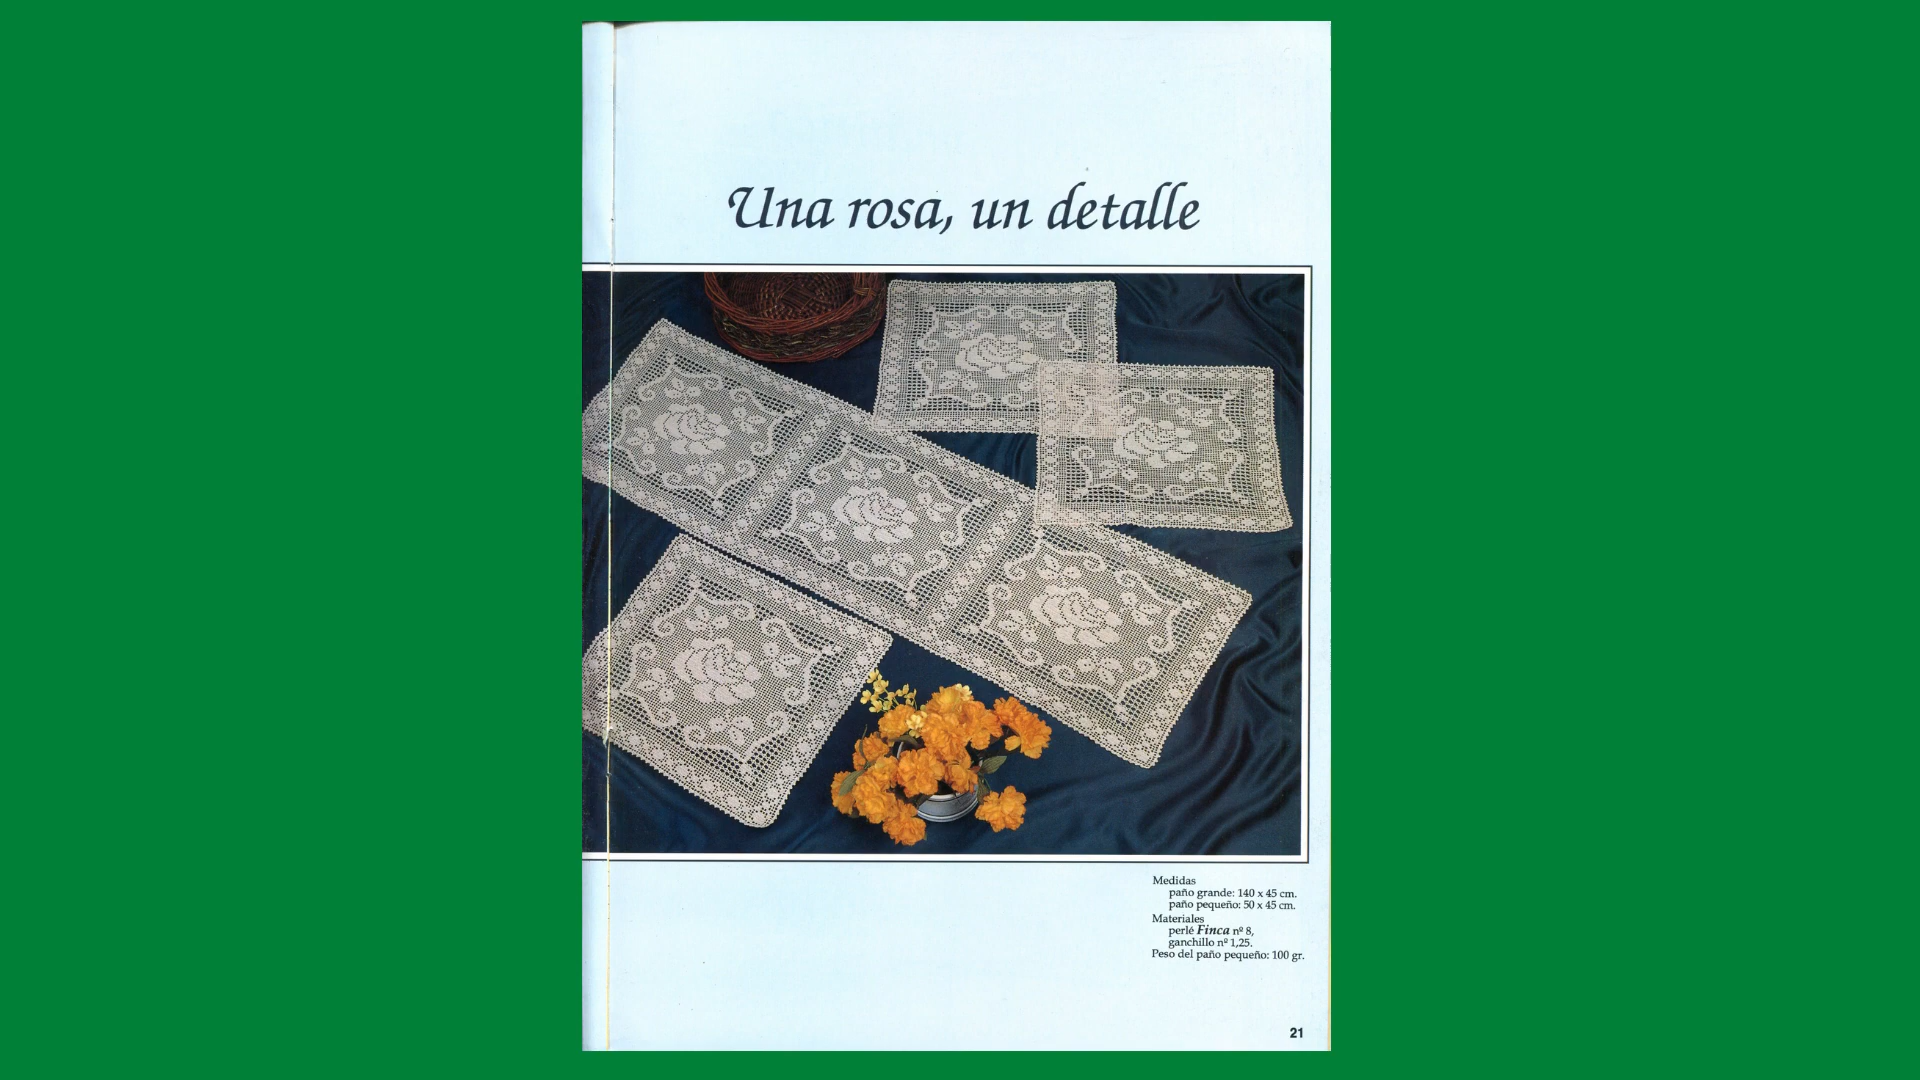 Una rosa, un detalle
Medidas
paño grande: 140 x 45 cm.
paño pequeño: 50 x 45 cm.
Materiales
perlé Finca nº 8,
ganchillo nº 1,25.
Peso del paño pequeño: 100 gr.
21